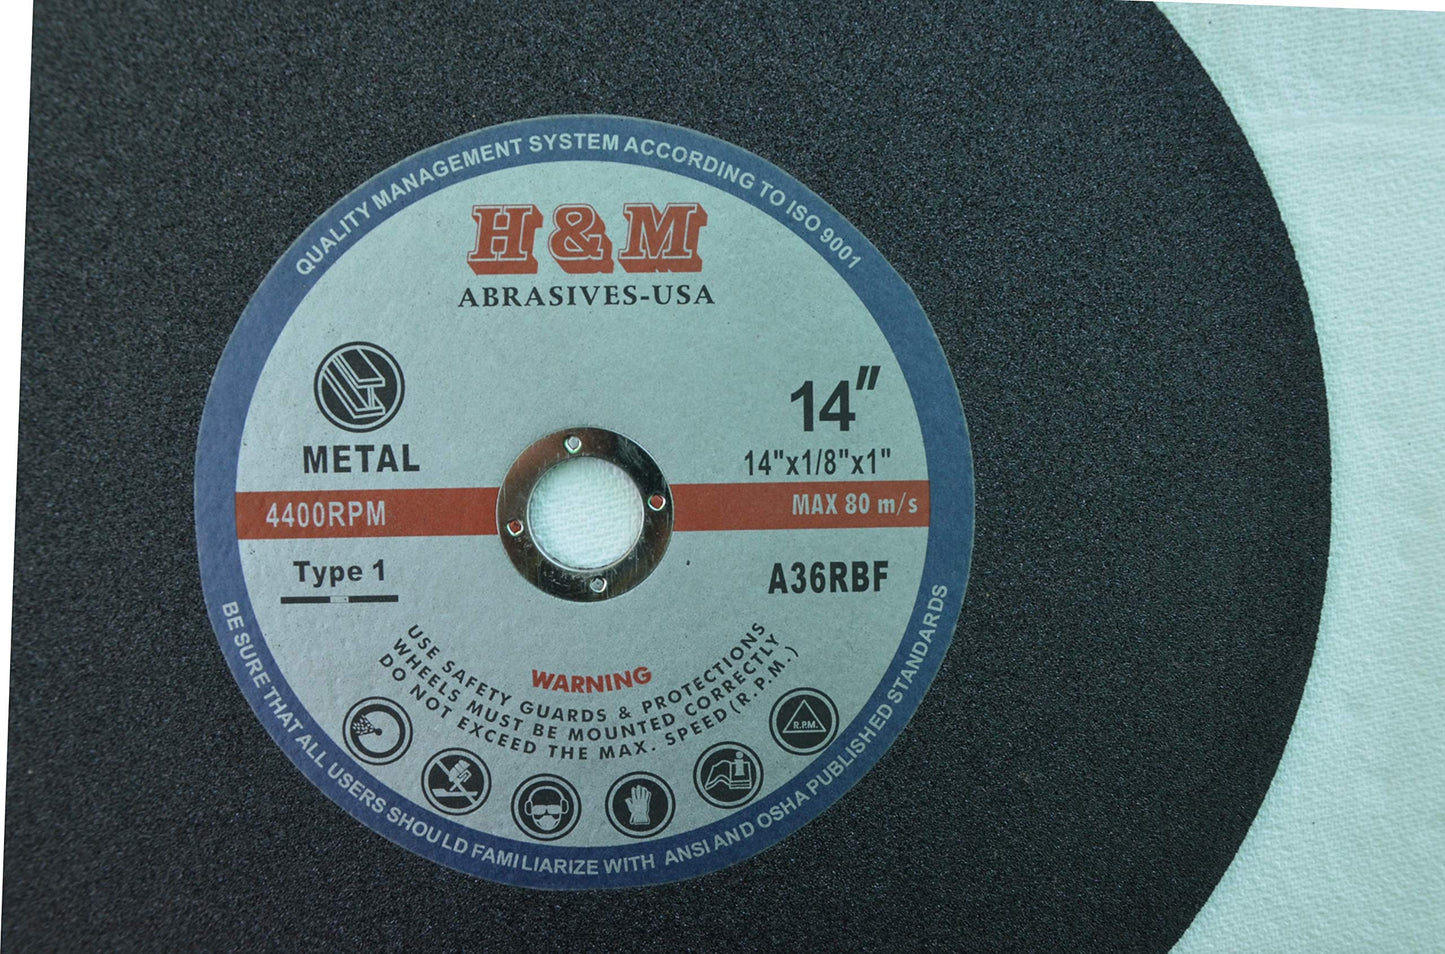 QUALITY MANAGEMENT SYSTEM ACCORDING TO ISO 9001
H&M
ABRASIVES-USA
METAL
14"
14"x1/8"x1"
4400RPM
MAX 80 m/s
Type 1
A36RBF
WARNING
USE SAFETY GUARDS & PROTECTIONS
WHEELS MUST BE MOUNTED CORRECTLY
DO NOT EXCEED THE MAX. SPEED (R.P.M.)
R.P.M.
BE SURE THAT ALL USERS SHOULD FAMILIARIZE WITH ANSI AND OSHA PUBLISHED STANDARDS